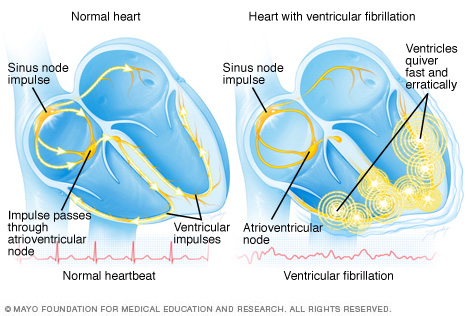 Normal heart
Sinus node
impulse
Impulse passes
through
atrioventricular
node
Ventricular
impulses
Normal heartbeat
Heart with ventricular fibrillation
Sinus node
impulse
Ventricles
quiver
fast and
erratically
Atrioventricular
node
Ventricular fibrillation
© MAYO FOUNDATION FOR MEDICAL EDUCATION AND RESEARCH. ALL RIGHTS RESERVED.